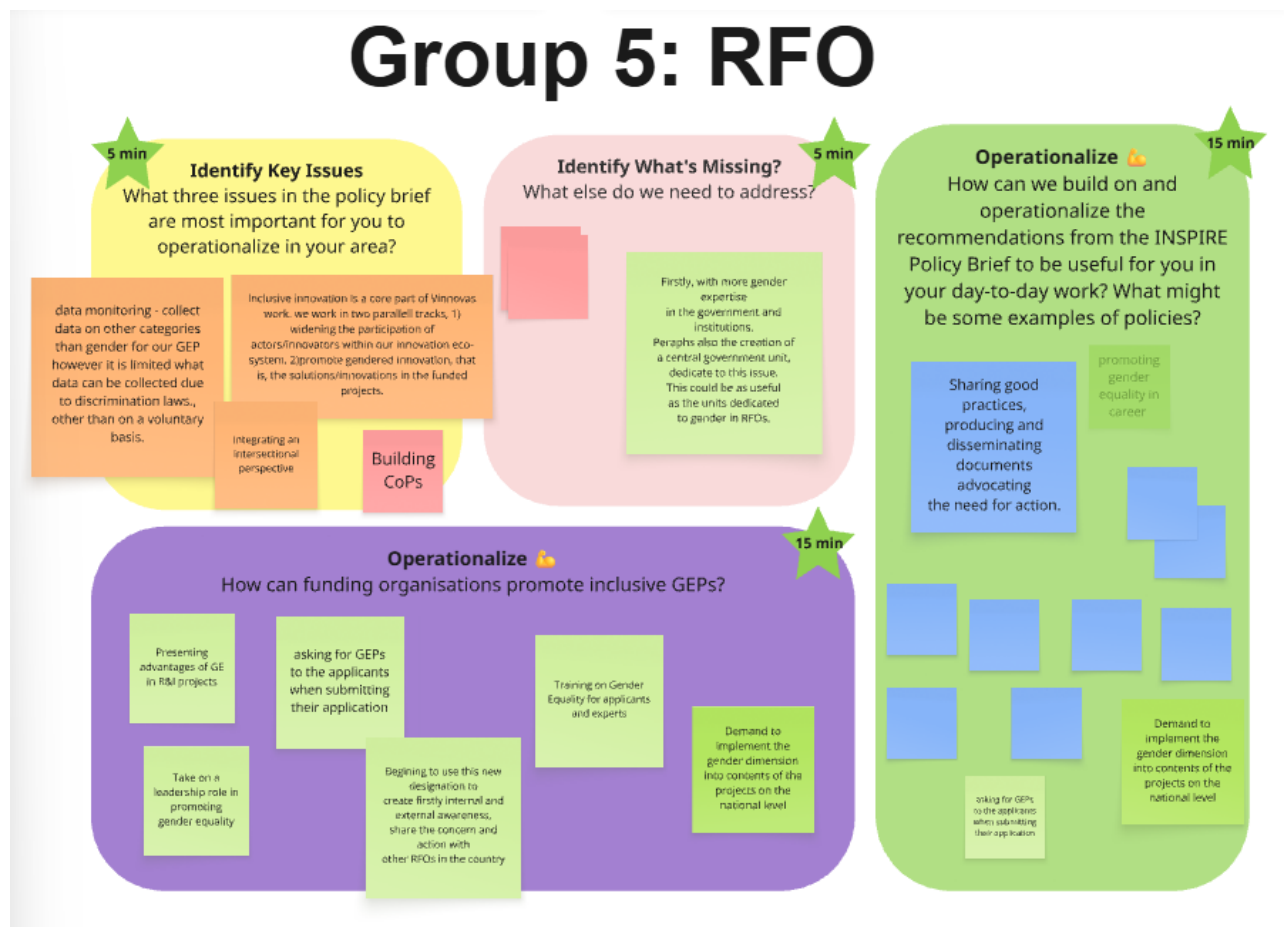 Group 5: RFO
5 min
Identify Key Issues
What three issues in the policy brief
are most important for you to
operationalize in your area?
data monitoring - collect
data on other categories
than gender for our GEP
however it is limited what
data can be collected due
to discrimination laws.,
other than on a voluntary
basis.
Inclusive innovation is a core part of Vinnovas
work. we work in two parallell tracks, 1)
widening the participation of
actors/innovators within our innovation eco-
system. 2)promote gendered innovation, that
is, the solutions/innovations in the funded
projects.
Integrating an
intersectional
perspective
Building
CoPs
5 min
Identify What's Missing?
What else do we need to address?
Firstly, with more gender
expertise
in the government and
institutions.
Peraphs also the creation of
a central government unit,
dedicate to this issue.
This could be as useful
as the units dedicated
to gender in RFOs.
15 min
Operationalize 💪
How can we build on and
operationalize the
recommendations from the INSPIRE
Policy Brief to be useful for you in
your day-to-day work? What might
be some examples of policies?
Sharing good
practices,
producing and
disseminating
documents
advocating
the need for action.
promoting
gender
equality in
career
Demand to
implement the
gender dimension
into contents of the
projects on the
national level
asking for GEPs
to the applicants
when submitting
their application
15 min
Operationalize 💪
How can funding organisations promote inclusive GEPs?
Presenting
advantages of GE
in R&I projects
asking for GEPs
to the applicants
when submitting
their application
Training on Gender
Equality for applicants
and experts
Demand to
implement the
gender dimension
into contents of the
projects on the
national level
Take on a
leadership role in
promoting
gender equality
Begining to use this new
designation to
create firstly internal and
external awareness,
share the concern and
action with
other RFOs in the country